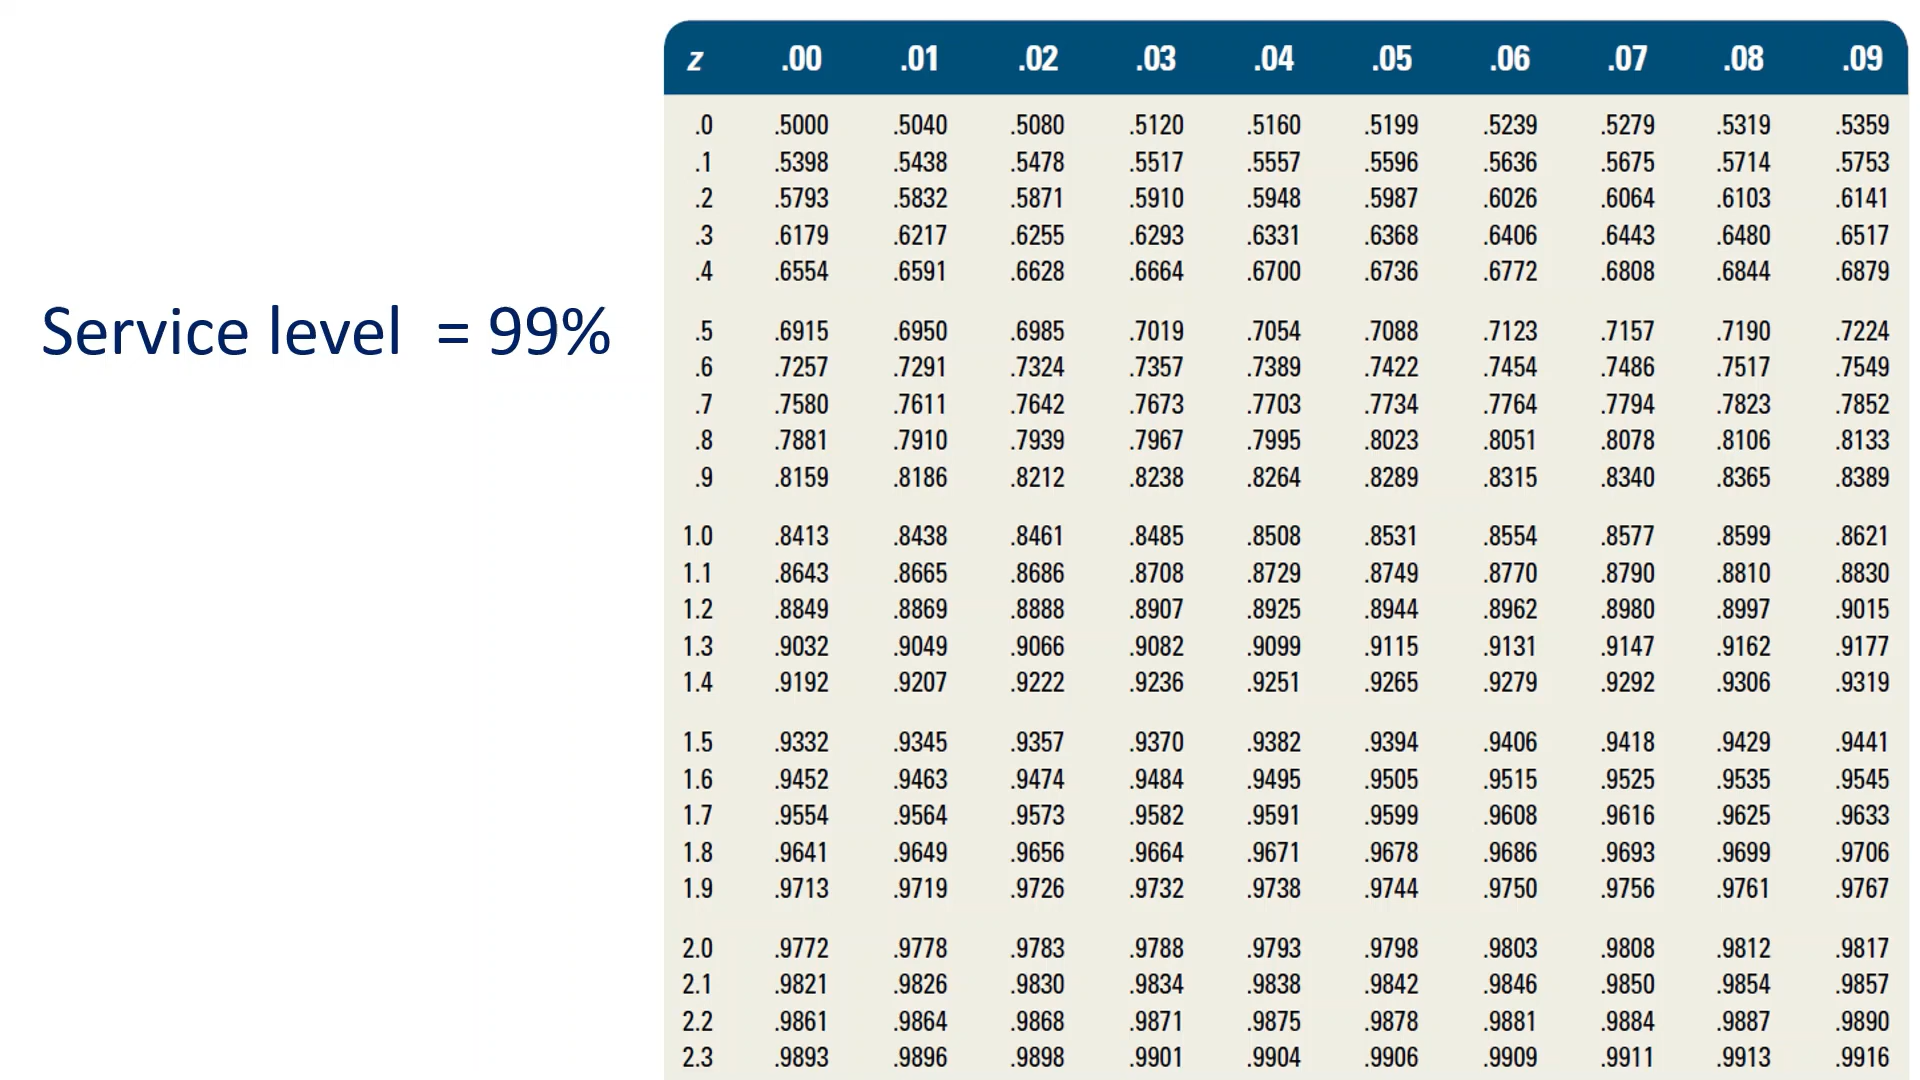 Service level = 99%
z .00 .01 .02 .03 .04 .05 .06 .07 .08 .09
.0 .5000 .5040 .5080 .5120 .5160 .5199 .5239 .5279 .5319 .5359
.1 .5398 .5438 .5478 .5517 .5557 .5596 .5636 .5675 .5714 .5753
.2 .5793 .5832 .5871 .5910 .5948 .5987 .6026 .6064 .6103 .6141
.3 .6179 .6217 .6255 .6293 .6331 .6368 .6406 .6443 .6480 .6517
.4 .6554 .6591 .6628 .6664 .6700 .6736 .6772 .6808 .6844 .6879
.5 .6915 .6950 .6985 .7019 .7054 .7088 .7123 .7157 .7190 .7224
.6 .7257 .7291 .7324 .7357 .7389 .7422 .7454 .7486 .7517 .7549
.7 .7580 .7611 .7642 .7673 .7703 .7734 .7764 .7794 .7823 .7852
.8 .7881 .7910 .7939 .7967 .7995 .8023 .8051 .8078 .8106 .8133
.9 .8159 .8186 .8212 .8238 .8264 .8289 .8315 .8340 .8365 .8389
1.0 .8413 .8438 .8461 .8485 .8508 .8531 .8554 .8577 .8599 .8621
1.1 .8643 .8665 .8686 .8708 .8729 .8749 .8770 .8790 .8810 .8830
1.2 .8849 .8869 .8888 .8907 .8925 .8944 .8962 .8980 .8997 .9015
1.3 .9032 .9049 .9066 .9082 .9099 .9115 .9131 .9147 .9162 .9177
1.4 .9192 .9207 .9222 .9236 .9251 .9265 .9279 .9292 .9306 .9319
1.5 .9332 .9345 .9357 .9370 .9382 .9394 .9406 .9418 .9429 .9441
1.6 .9452 .9463 .9474 .9484 .9495 .9505 .9515 .9525 .9535 .9545
1.7 .9554 .9564 .9573 .9582 .9591 .9599 .9608 .9616 .9625 .9633
1.8 .9641 .9649 .9656 .9664 .9671 .9678 .9686 .9693 .9699 .9706
1.9 .9713 .9719 .9726 .9732 .9738 .9744 .9750 .9756 .9761 .9767
2.0 .9772 .9778 .9783 .9788 .9793 .9798 .9803 .9808 .9812 .9817
2.1 .9821 .9826 .9830 .9834 .9838 .9842 .9846 .9850 .9854 .9857
2.2 .9861 .9864 .9868 .9871 .9875 .9878 .9881 .9884 .9887 .9890
2.3 .9893 .9896 .9898 .9901 .9904 .9906 .9909 .9911 .9913 .9916